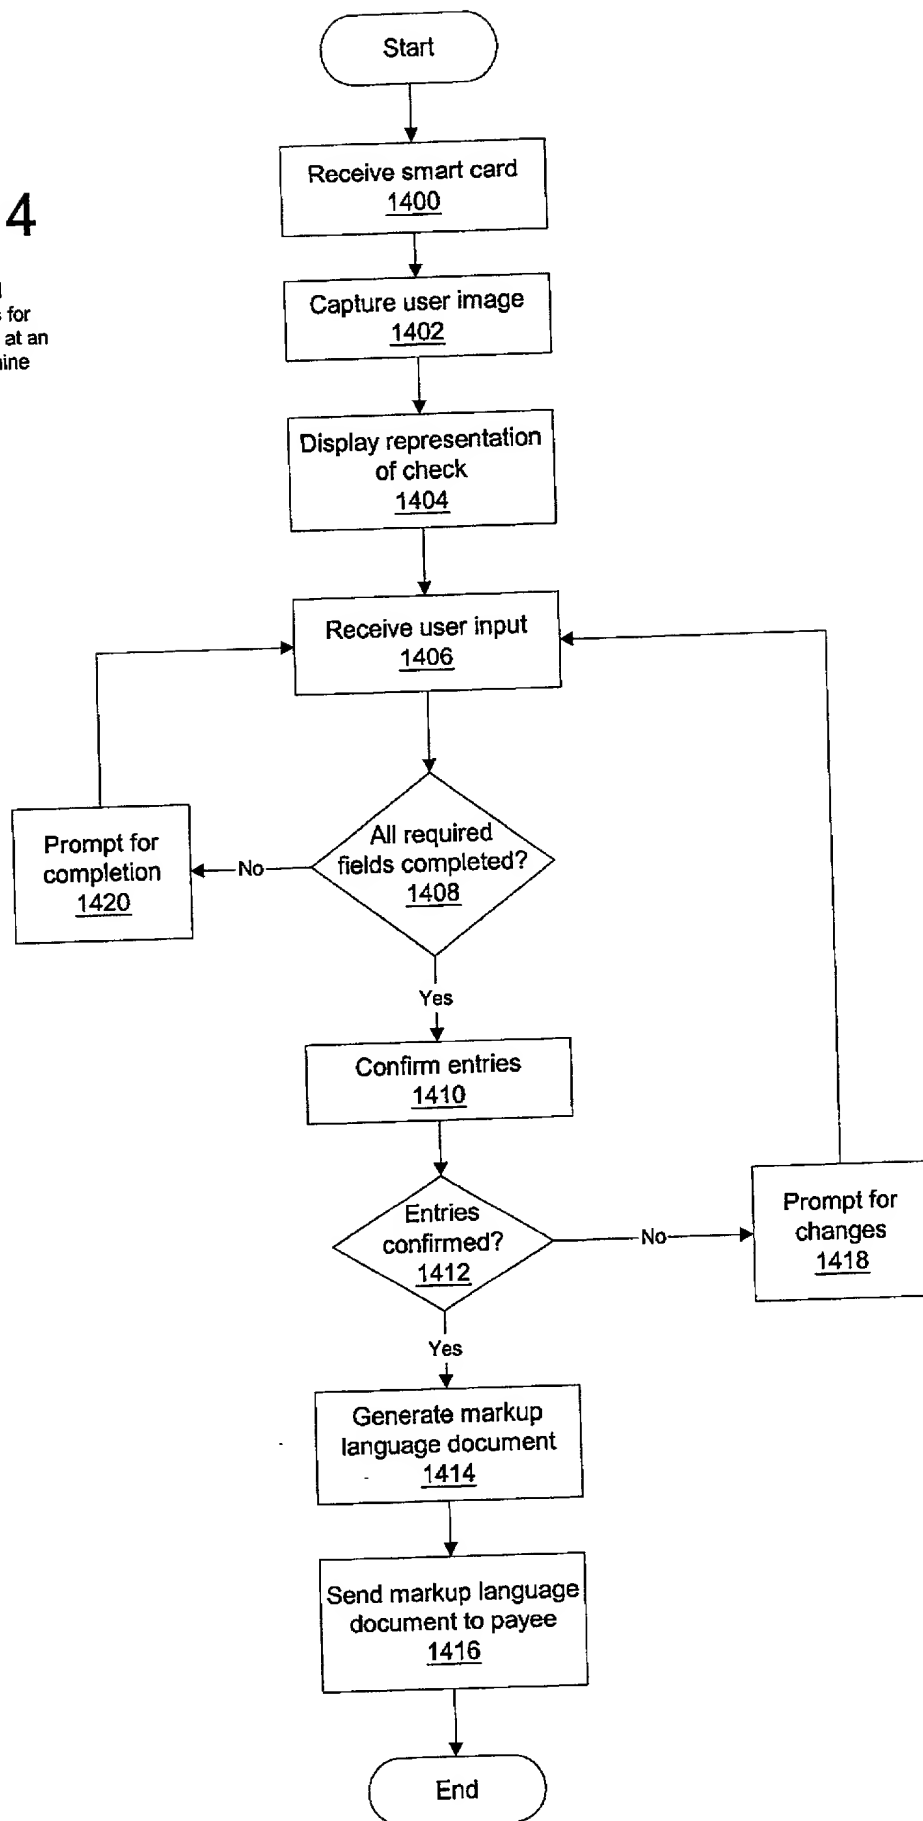 Start
Receive smart card
1400
4
for
at an
Capture user image
1402
Display representation
of check
1404
Receive user input
1406
All required
fields completed?
1408
No
Prompt for
completion
1420
Yes
Confirm entries
1410
Entries
confirmed?
1412
No
Prompt for
changes
1418
Yes
Generate markup
language document
1414
Send markup language
document to payee
1416
End